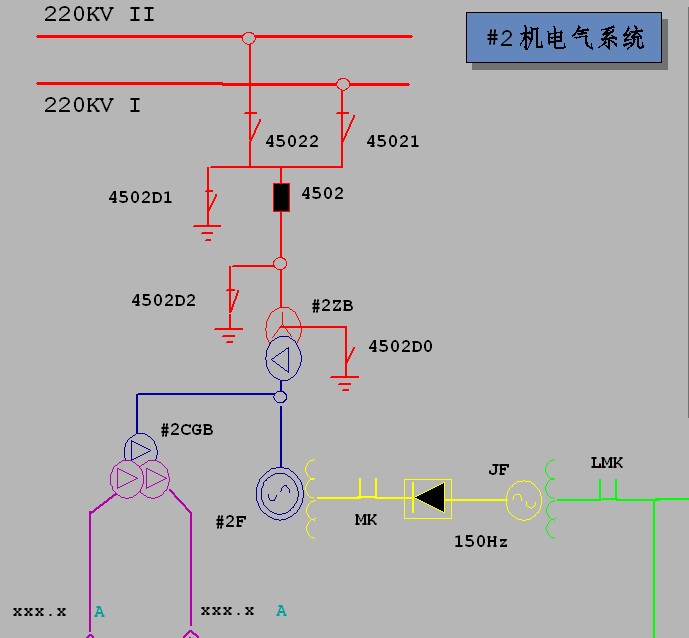 220KV II
#2机电气系统
220KV I
45022
45021
4502D1
4502
4502D2
#2ZB
4502D0
#2CGB
JF
LMK
#2F
MK
150Hz
xxx.x A
xxx.x A